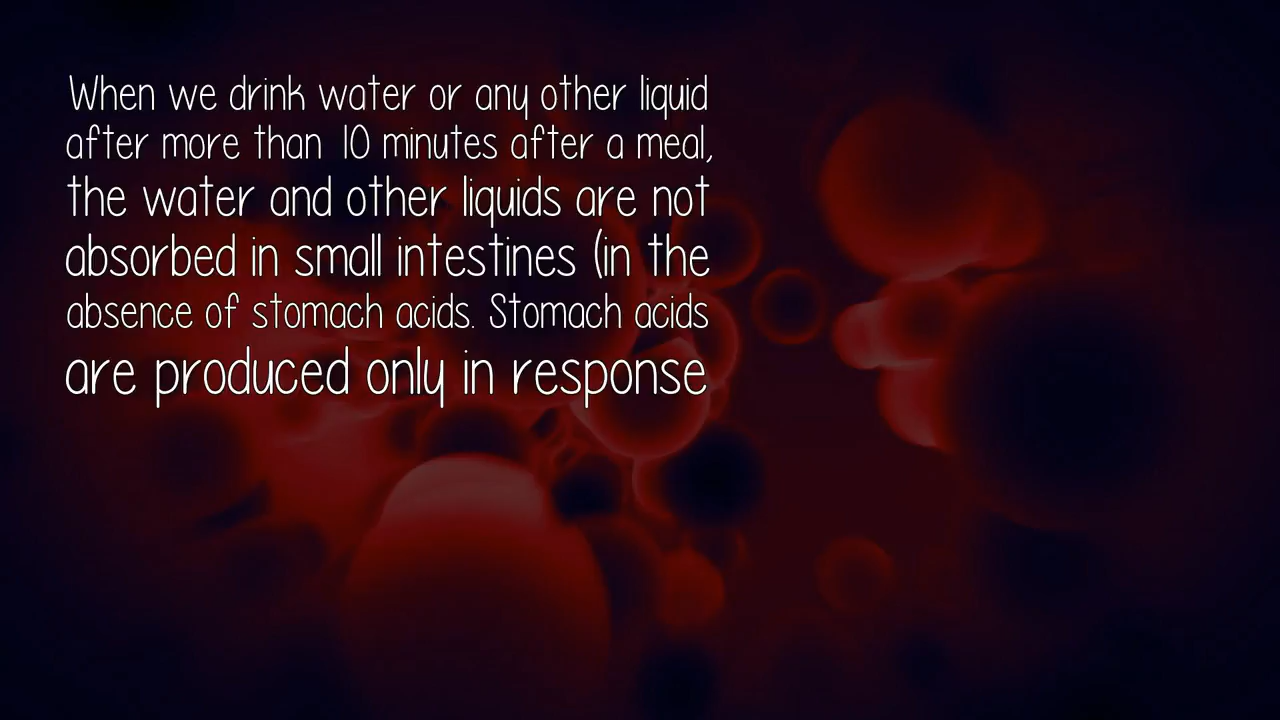 When we drink water or any other liquid
after more than 10 minutes after a meal,
the water and other liquids are not
absorbed in small intestines (in the
absence of stomach acids. Stomach acids
are produced only in response